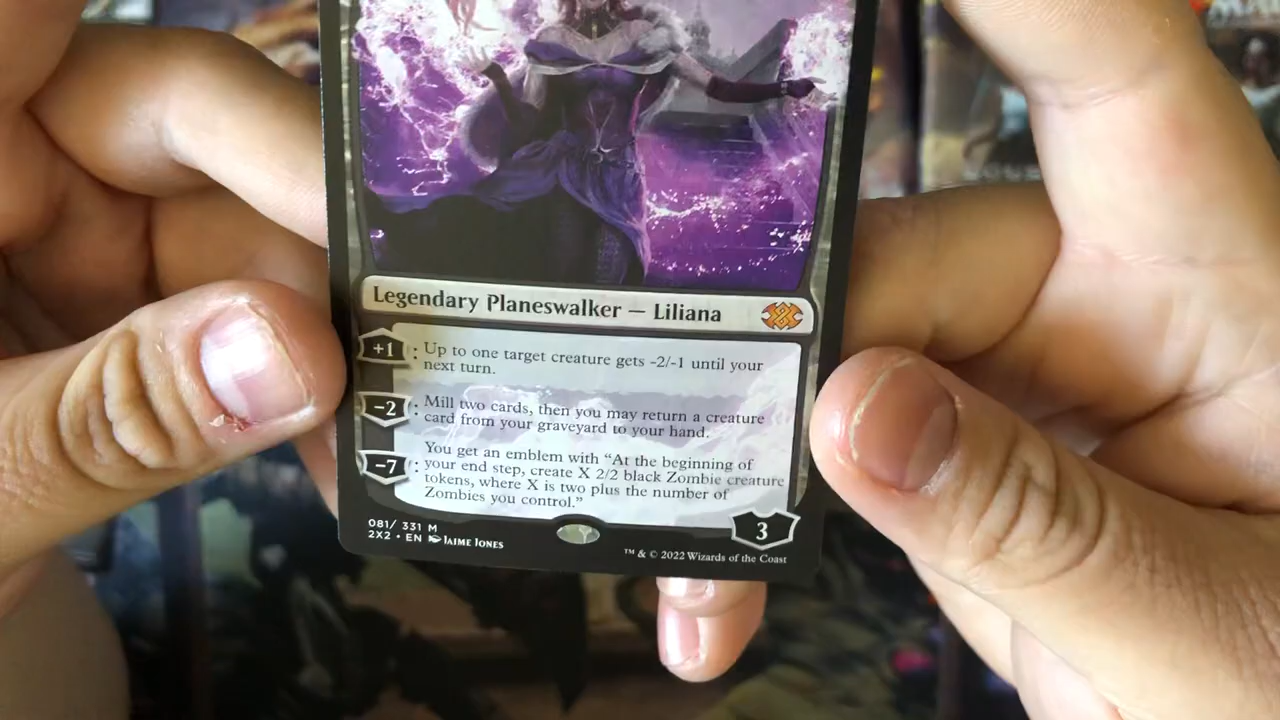 Legendary Planeswalker — Liliana
+1 : Up to one target creature gets -2/-1 until your
next turn.
−2 : Mill two cards, then you may return a creature
card from your graveyard to your hand.
You get an emblem with “At the beginning of
−7 : your end step, create X 2/2 black Zombie creature
tokens, where X is two plus the number of
Zombies you control.”
3
081/ 331 M
2X2 • EN JAIME JONES
™ & © 2022 Wizards of the Coast